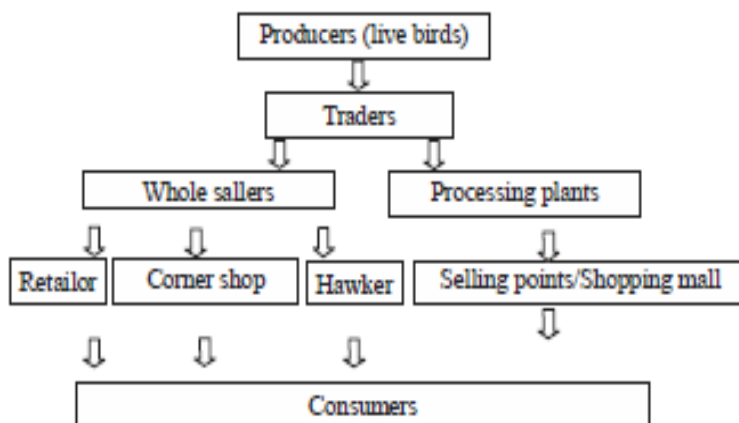 Producers (live birds)
Traders
Whole sallers
Processing plants
Retailor
Corner shop
Hawker
Selling points/Shopping mall
Consumers